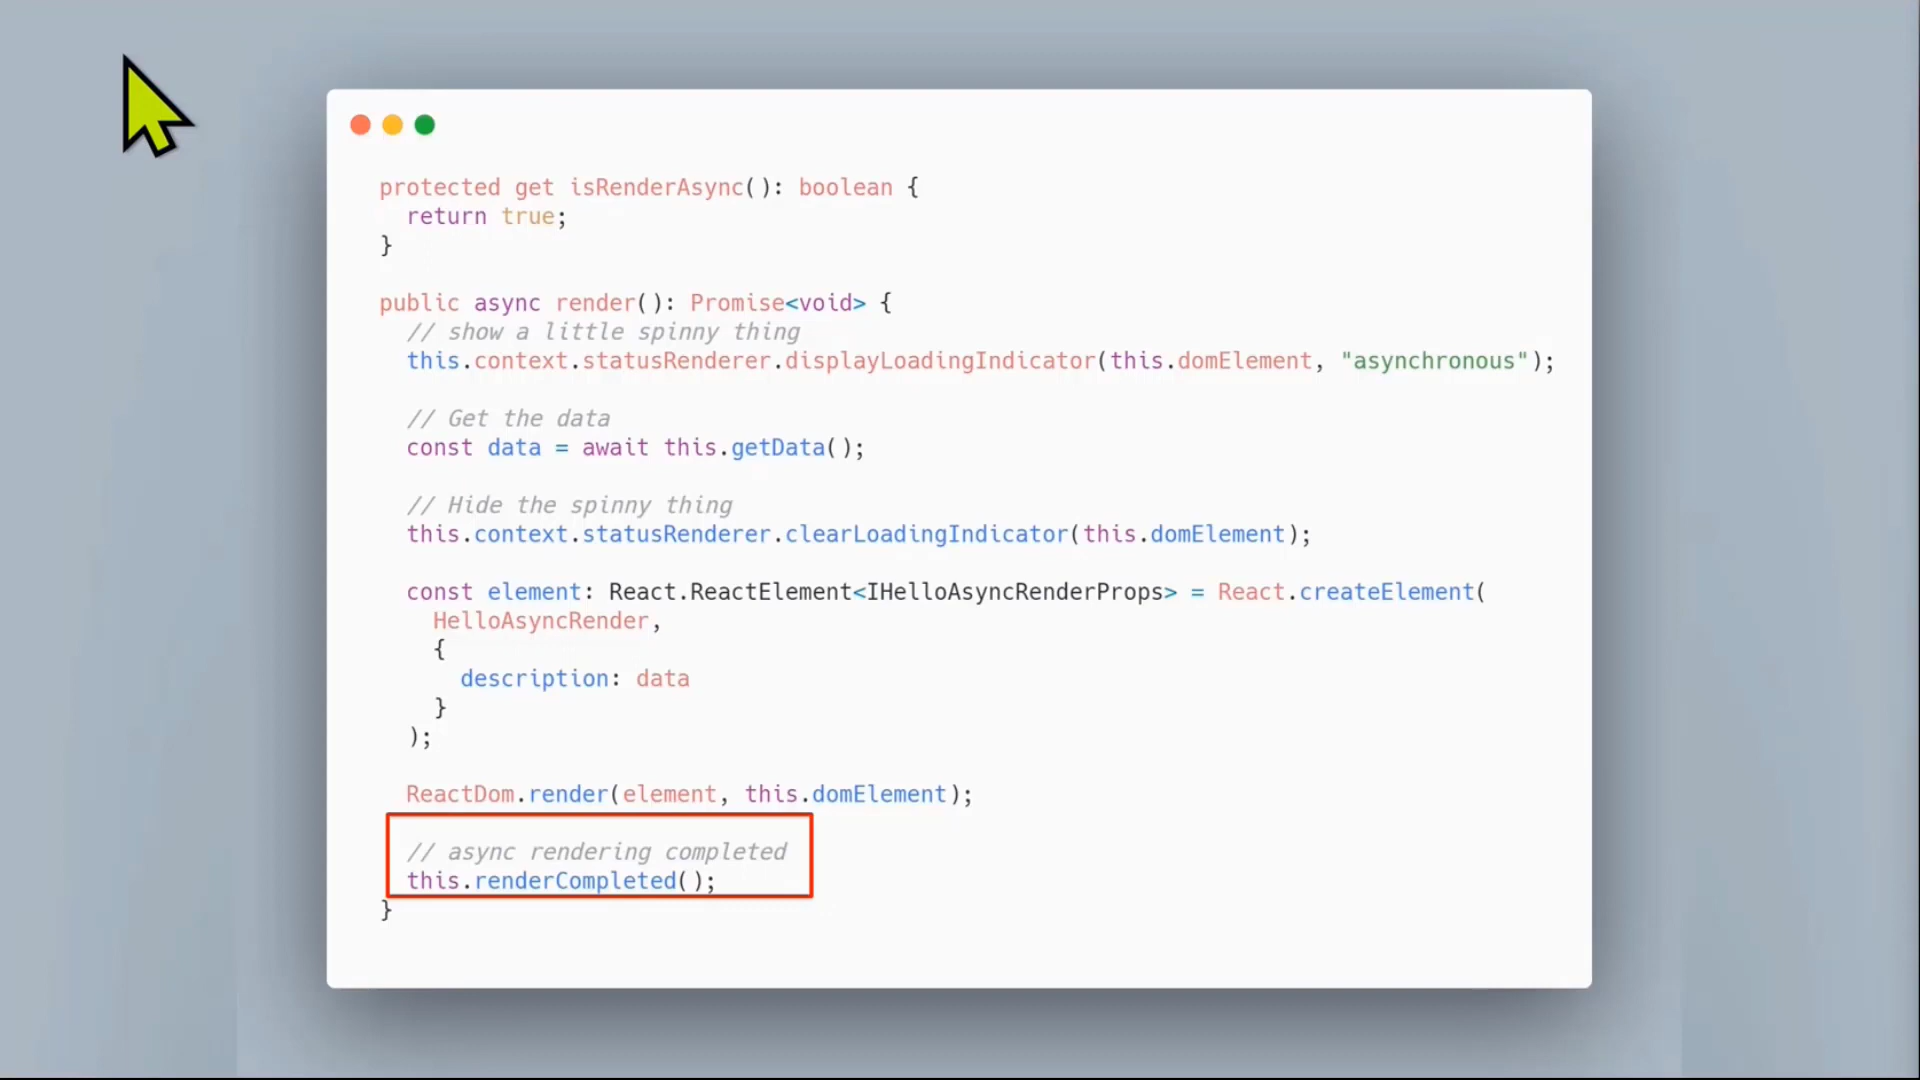 protected get isRenderAsync(): boolean {
  return true;
}
public async render(): Promise<void> {
  // show a little spinny thing
  this.context.statusRenderer.displayLoadingIndicator(this.domElement, "asynchronous");
  // Get the data
  const data = await this.getData();
  // Hide the spinny thing
  this.context.statusRenderer.clearLoadingIndicator(this.domElement);
  const element: React.ReactElement<IHelloAsyncRenderProps> = React.createElement(
    HelloAsyncRender,
    {
      description: data
    }
  );
  ReactDom.render(element, this.domElement);
  // async rendering completed
  this.renderCompleted();
}